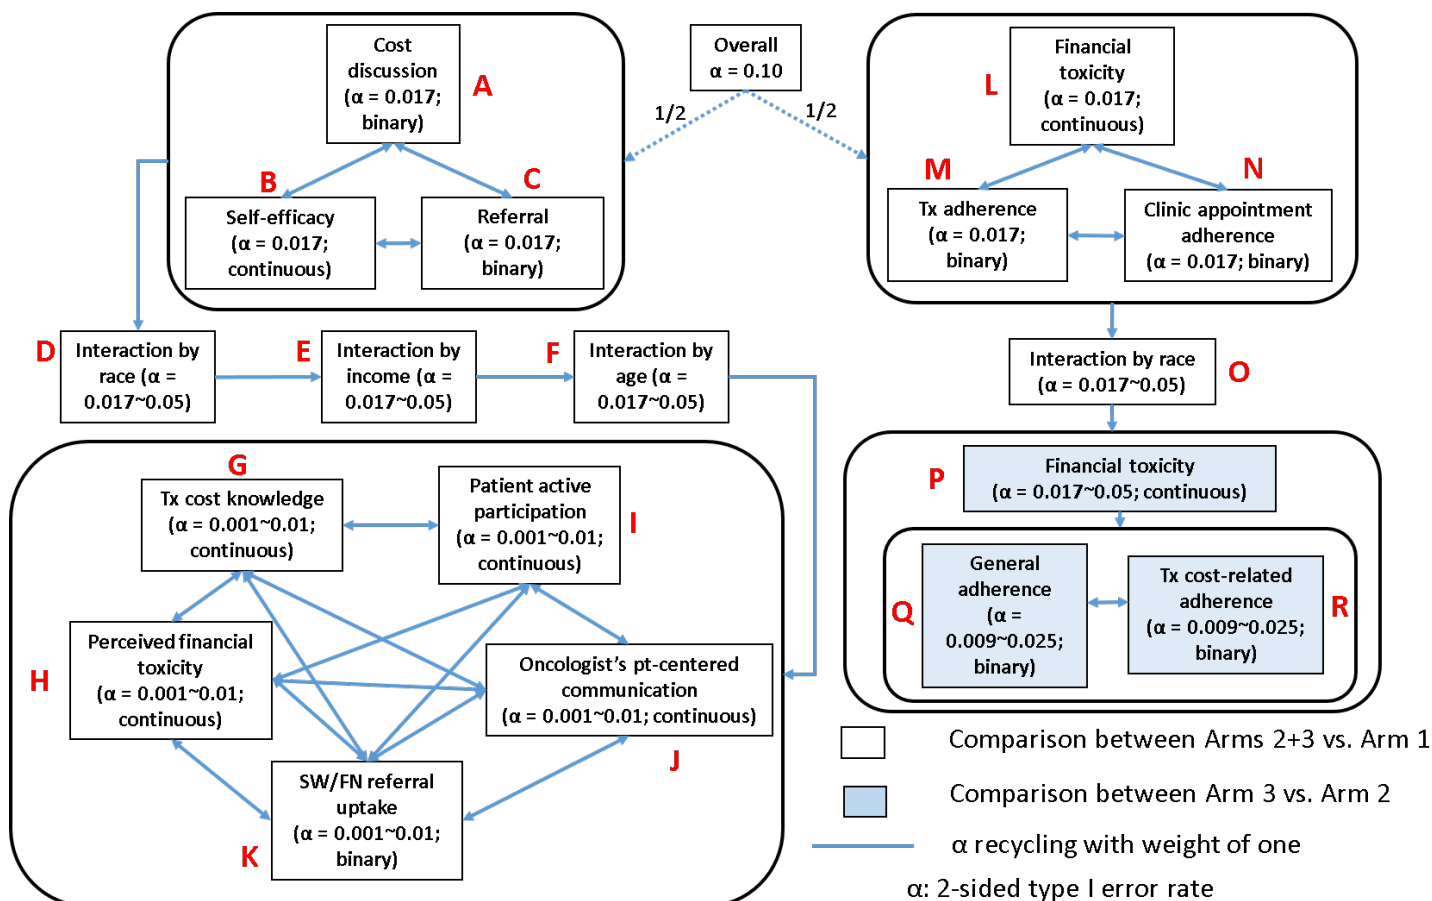 Cost
discussion
(α = 0.017;
binary)
A
B
C
Self-efficacy
(α = 0.017;
continuous)
Referral
(α = 0.017;
binary)
Overall
α = 0.10
1/2
1/2
Financial
toxicity
(α = 0.017;
continuous)
L
M
N
Tx adherence
(α = 0.017;
binary)
Clinic appointment
adherence
(α = 0.017; binary)
D
Interaction by
race (α =
0.017~0.05)
E
Interaction by
income (α =
0.017~0.05)
F
Interaction by
age (α =
0.017~0.05)
Interaction by race
(α = 0.017~0.05)
O
G
Tx cost knowledge
(α = 0.001~0.01;
continuous)
Patient active
participation
(α = 0.001~0.01;
continuous)
I
H
Perceived financial
toxicity
(α = 0.001~0.01;
continuous)
Oncologist's pt-centered
communication
(α = 0.001~0.01; continuous)
J
SW/FN referral
uptake
(α = 0.001~0.01;
binary)
K
P
Financial toxicity
(α = 0.017~0.05; continuous)
Q
General
adherence
(α =
0.009~0.025;
binary)
Tx cost-related
adherence
(α = 0.009~0.025;
binary)
R
Comparison between Arms 2+3 vs. Arm 1
Comparison between Arm 3 vs. Arm 2
α recycling with weight of one
α: 2-sided type I error rate